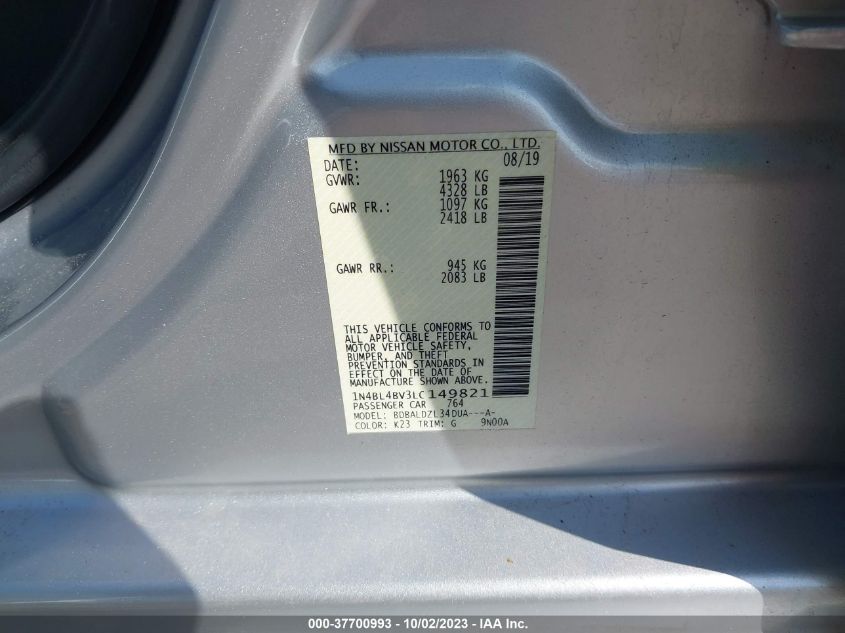 MFD BY NISSAN MOTOR CO., LTD.
DATE: 08/19
GVWR: 1963 KG
4328 LB
GAWR FR.: 1097 KG
2418 LB
GAWR RR.: 945 KG
2083 LB
THIS VEHICLE CONFORMS TO
ALL APPLICABLE FEDERAL
MOTOR VEHICLE SAFETY,
BUMPER, AND THEFT
PREVENTION STANDARDS IN
EFFECT ON THE DATE OF
MANUFACTURE SHOWN ABOVE.
1N4BL4BV3LC149821
PASSENGER CAR 764
MODEL: BDBALDZL34DUA---A-
COLOR: K23 TRIM: G 9N00A
000-37700993 - 10/02/2023 - IAA Inc.